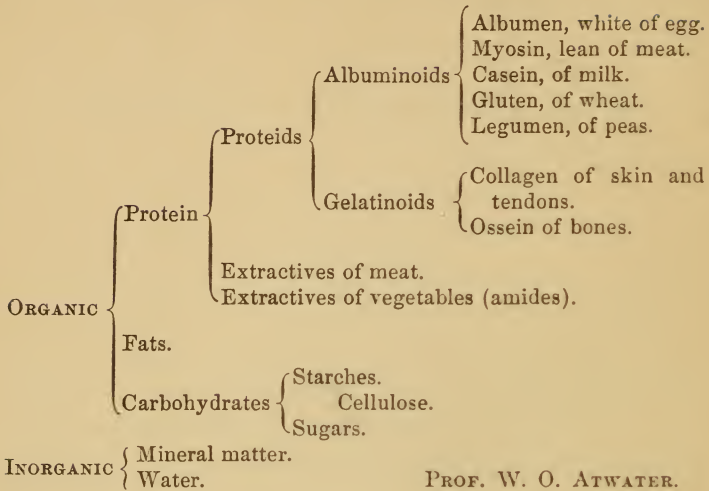 Albumen, white of egg.
Myosin, lean of meat.
Albuminoids Casein, of milk.
Gluten, of wheat.
Legumen, of peas.
Proteids
Collagen of skin and
Gelatinoids tendons.
Ossein of bones.
Protein
Extractives of meat.
Extractives of vegetables (amides).
ORGANIC
Fats.
Starches.
Carbohydrates Cellulose.
Sugars.
INORGANIC Mineral matter.
Water. PROF. W. O. ATWATER.